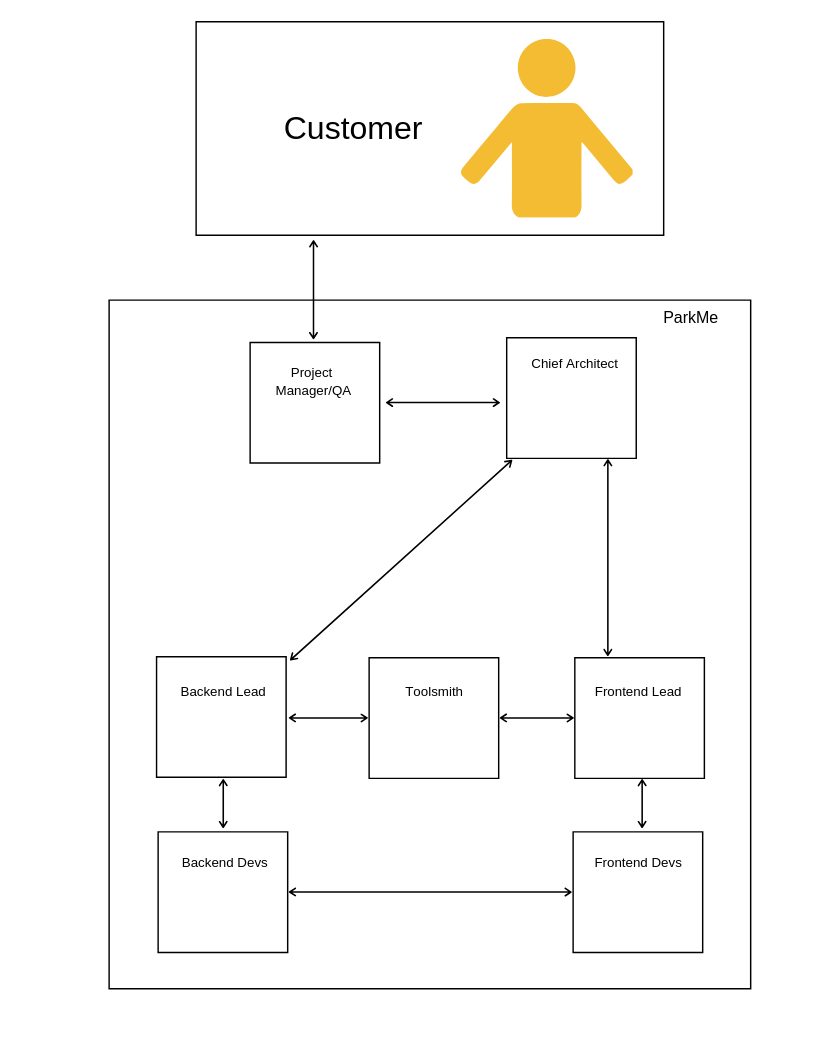 Customer
ParkMe
Project
Manager/QA
Chief Architect
Backend Lead
Toolsmith
Frontend Lead
Backend Devs
Frontend Devs